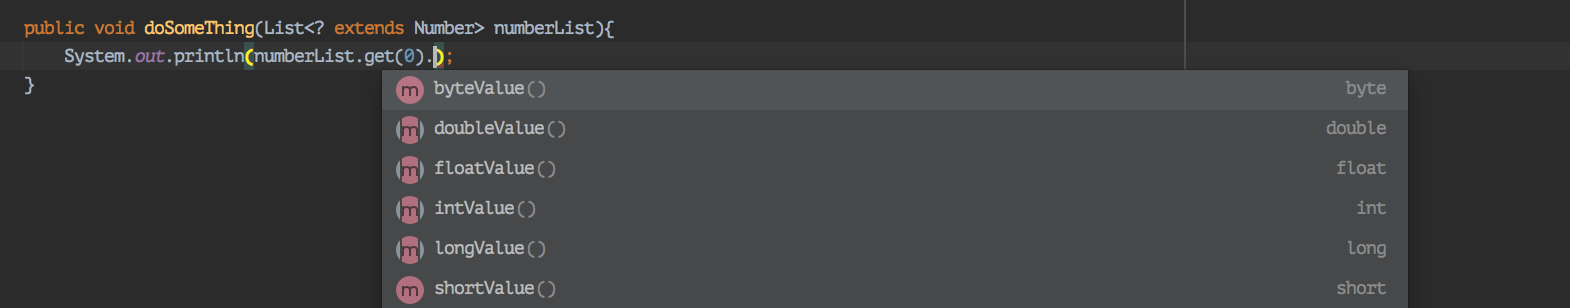 public void doSomeThing(List<? extends Number> numberList){
System.out.println(numberList.get(0).);
}
m byteValue() byte
m doubleValue() double
m floatValue() float
m intValue() int
m longValue() long
m shortValue() short